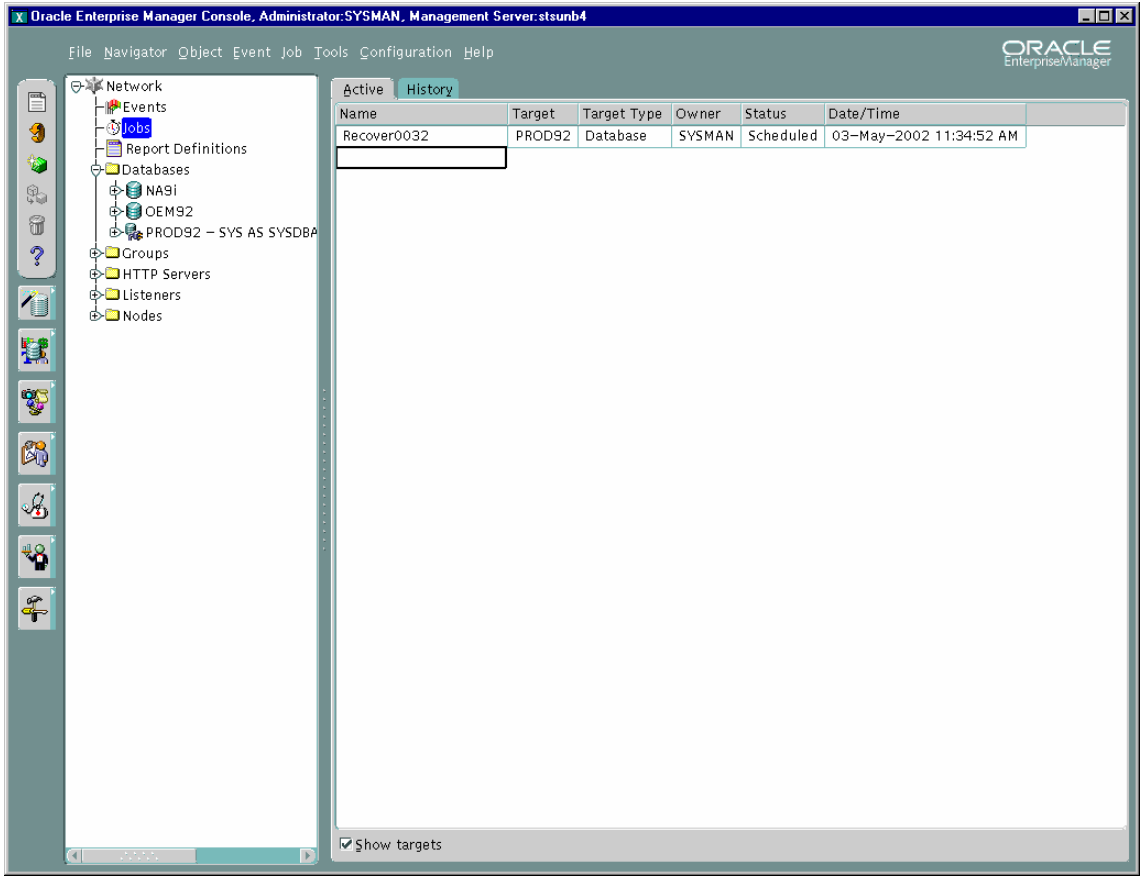 Oracle Enterprise Manager Console, Administrator:SYSMAN, Management Server:stsunb4
File Navigator Object Event Job Tools Configuration Help
ORACLE
EnterpriseManager
Network
Events
Jobs
Report Definitions
Databases
NA9i
OEM92
PROD92 – SYS AS SYSDBA
Groups
HTTP Servers
Listeners
Nodes
Active History
Name Target Target Type Owner Status Date/Time
Recover0032 PROD92 Database SYSMAN Scheduled 03–May–2002 11:34:52 AM
Show targets